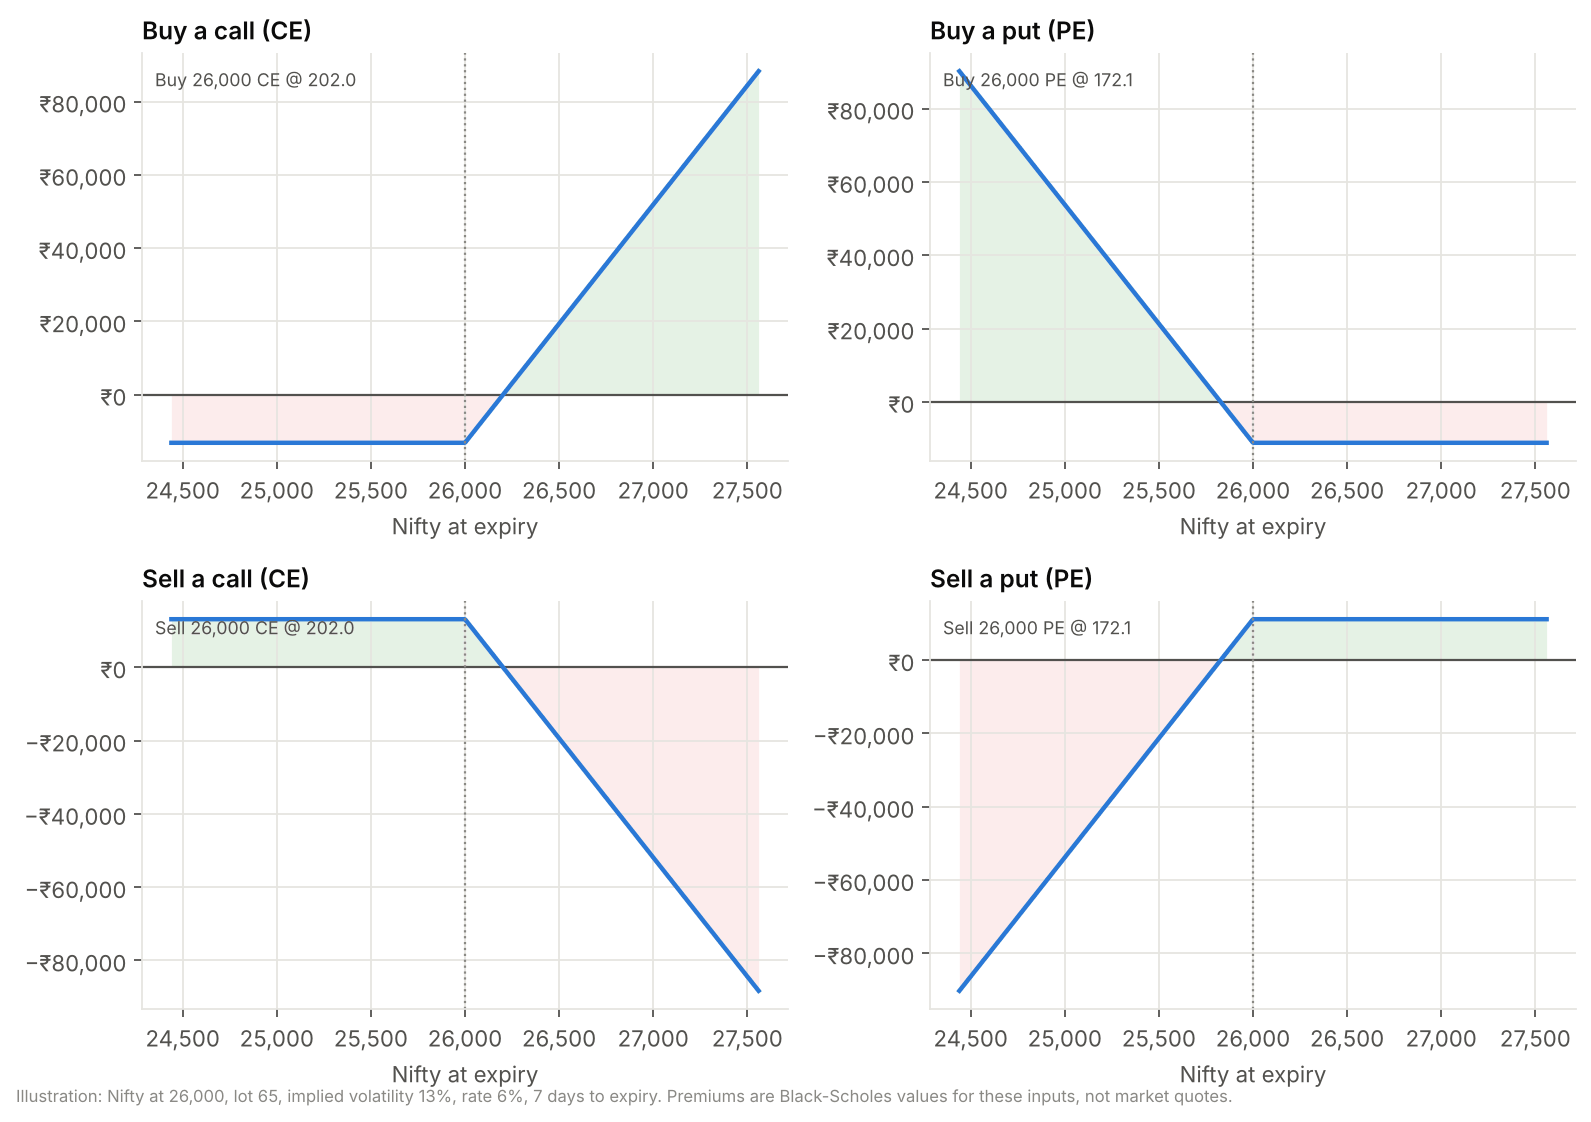 Buy a call (CE)
Buy 26,000 CE @ 202.0
₹80,000
₹60,000
₹40,000
₹20,000
₹0
24,500 25,000 25,500 26,000 26,500 27,000 27,500
Nifty at expiry
Buy a put (PE)
Buy 26,000 PE @ 172.1
₹80,000
₹60,000
₹40,000
₹20,000
₹0
24,500 25,000 25,500 26,000 26,500 27,000 27,500
Nifty at expiry
Sell a call (CE)
Sell 26,000 CE @ 202.0
₹0
−₹20,000
−₹40,000
−₹60,000
−₹80,000
24,500 25,000 25,500 26,000 26,500 27,000 27,500
Nifty at expiry
Sell a put (PE)
Sell 26,000 PE @ 172.1
₹0
−₹20,000
−₹40,000
−₹60,000
−₹80,000
24,500 25,000 25,500 26,000 26,500 27,000 27,500
Nifty at expiry
Illustration: Nifty at 26,000, lot 65, implied volatility 13%, rate 6%, 7 days to expiry. Premiums are Black-Scholes values for these inputs, not market quotes.